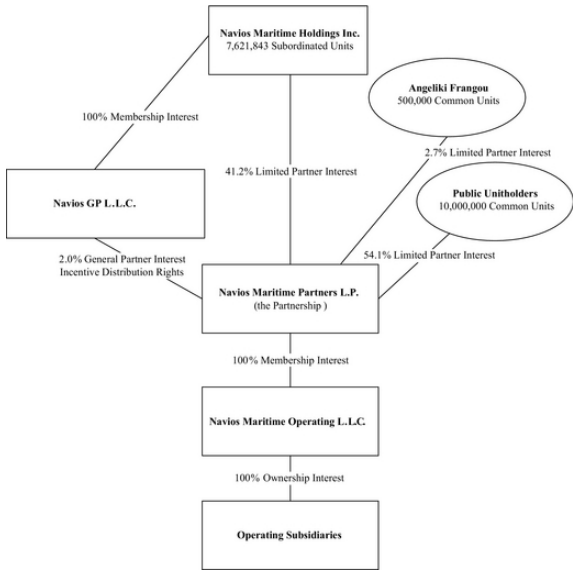 Navios Maritime Holdings Inc.
7,621,843 Subordinated Units
Angeliki Frangou
500,000 Common Units
100% Membership Interest
2.7% Limited Partner Interest
41.2% Limited Partner Interest
Public Unitholders
10,000,000 Common Units
Navios GP L.L.C.
2.0% General Partner Interest
Incentive Distribution Rights
54.1% Limited Partner Interest
Navios Maritime Partners L.P.
(the Partnership )
100% Membership Interest
Navios Maritime Operating L.L.C.
100% Ownership Interest
Operating Subsidiaries